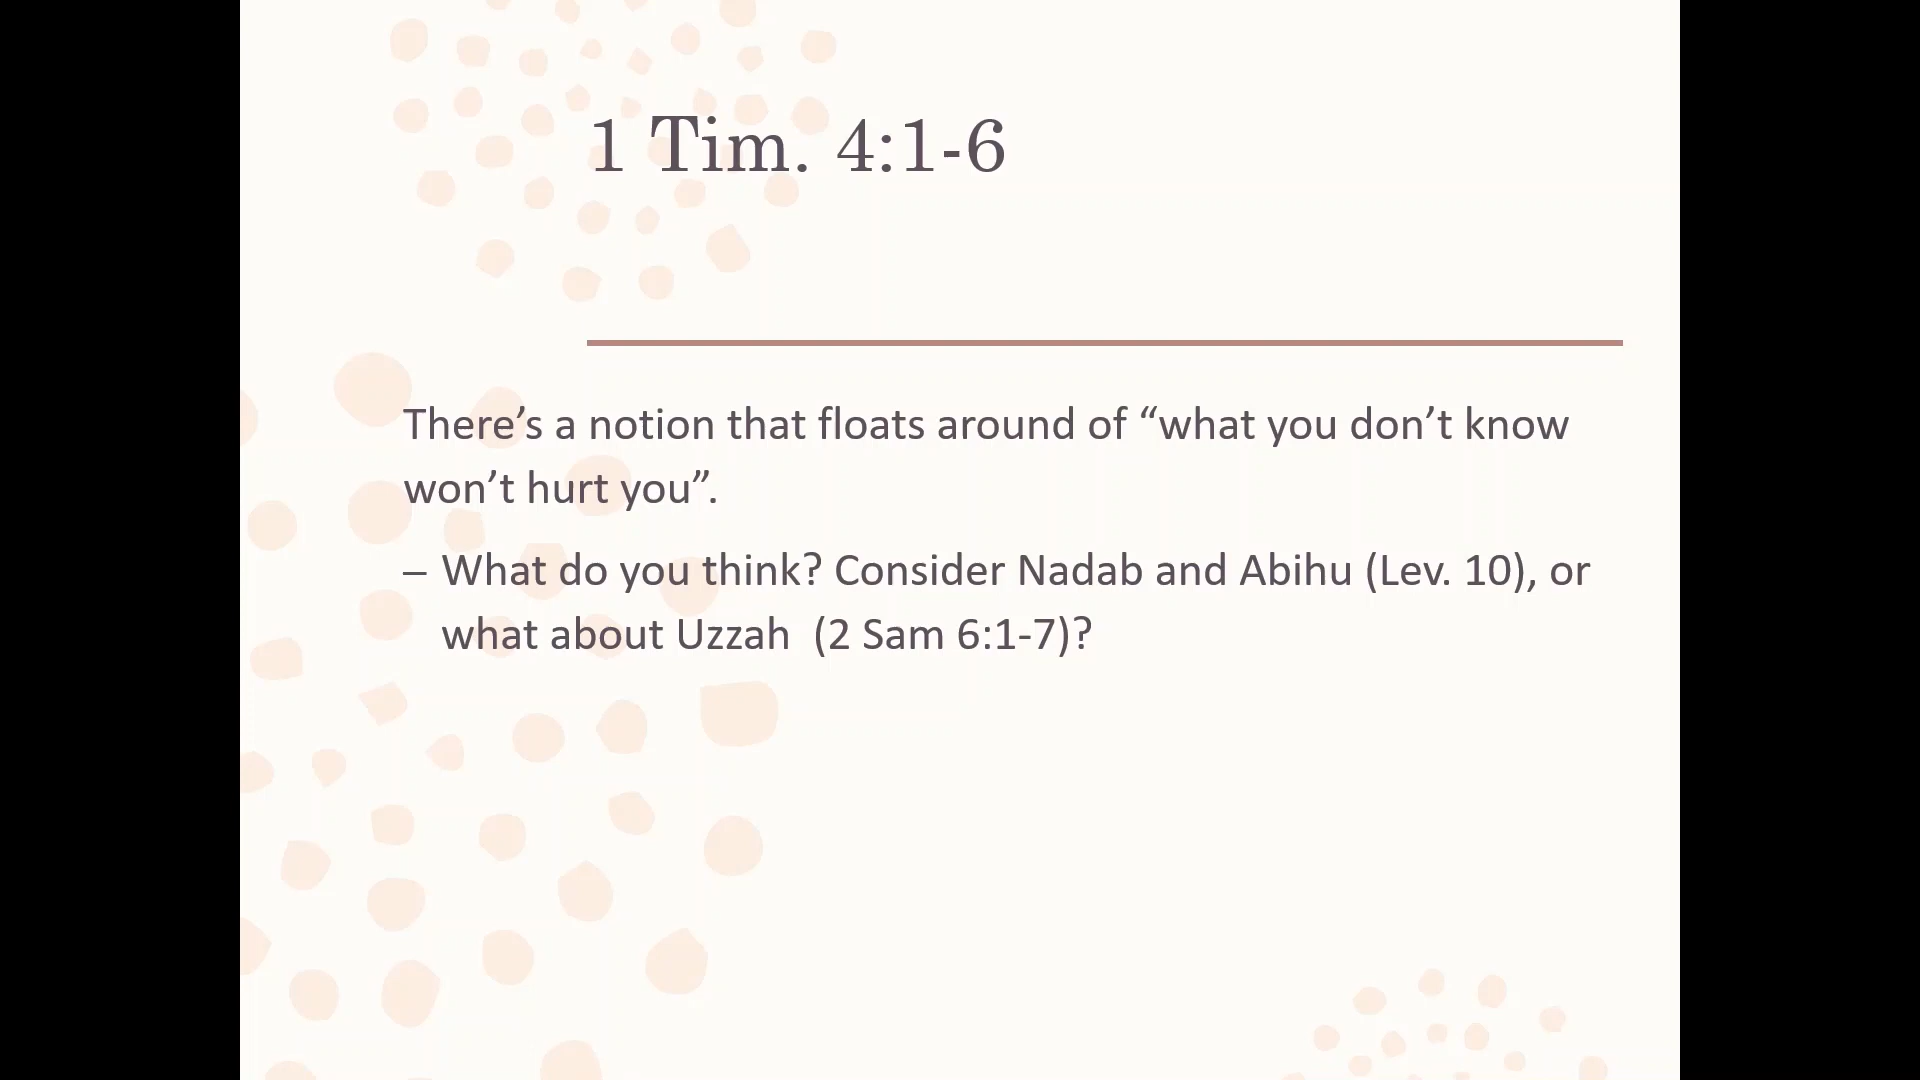 1 Tim. 4:1-6
There’s a notion that floats around of “what you don’t know
won’t hurt you”.
– What do you think? Consider Nadab and Abihu (Lev. 10), or
what about Uzzah  (2 Sam 6:1-7)?